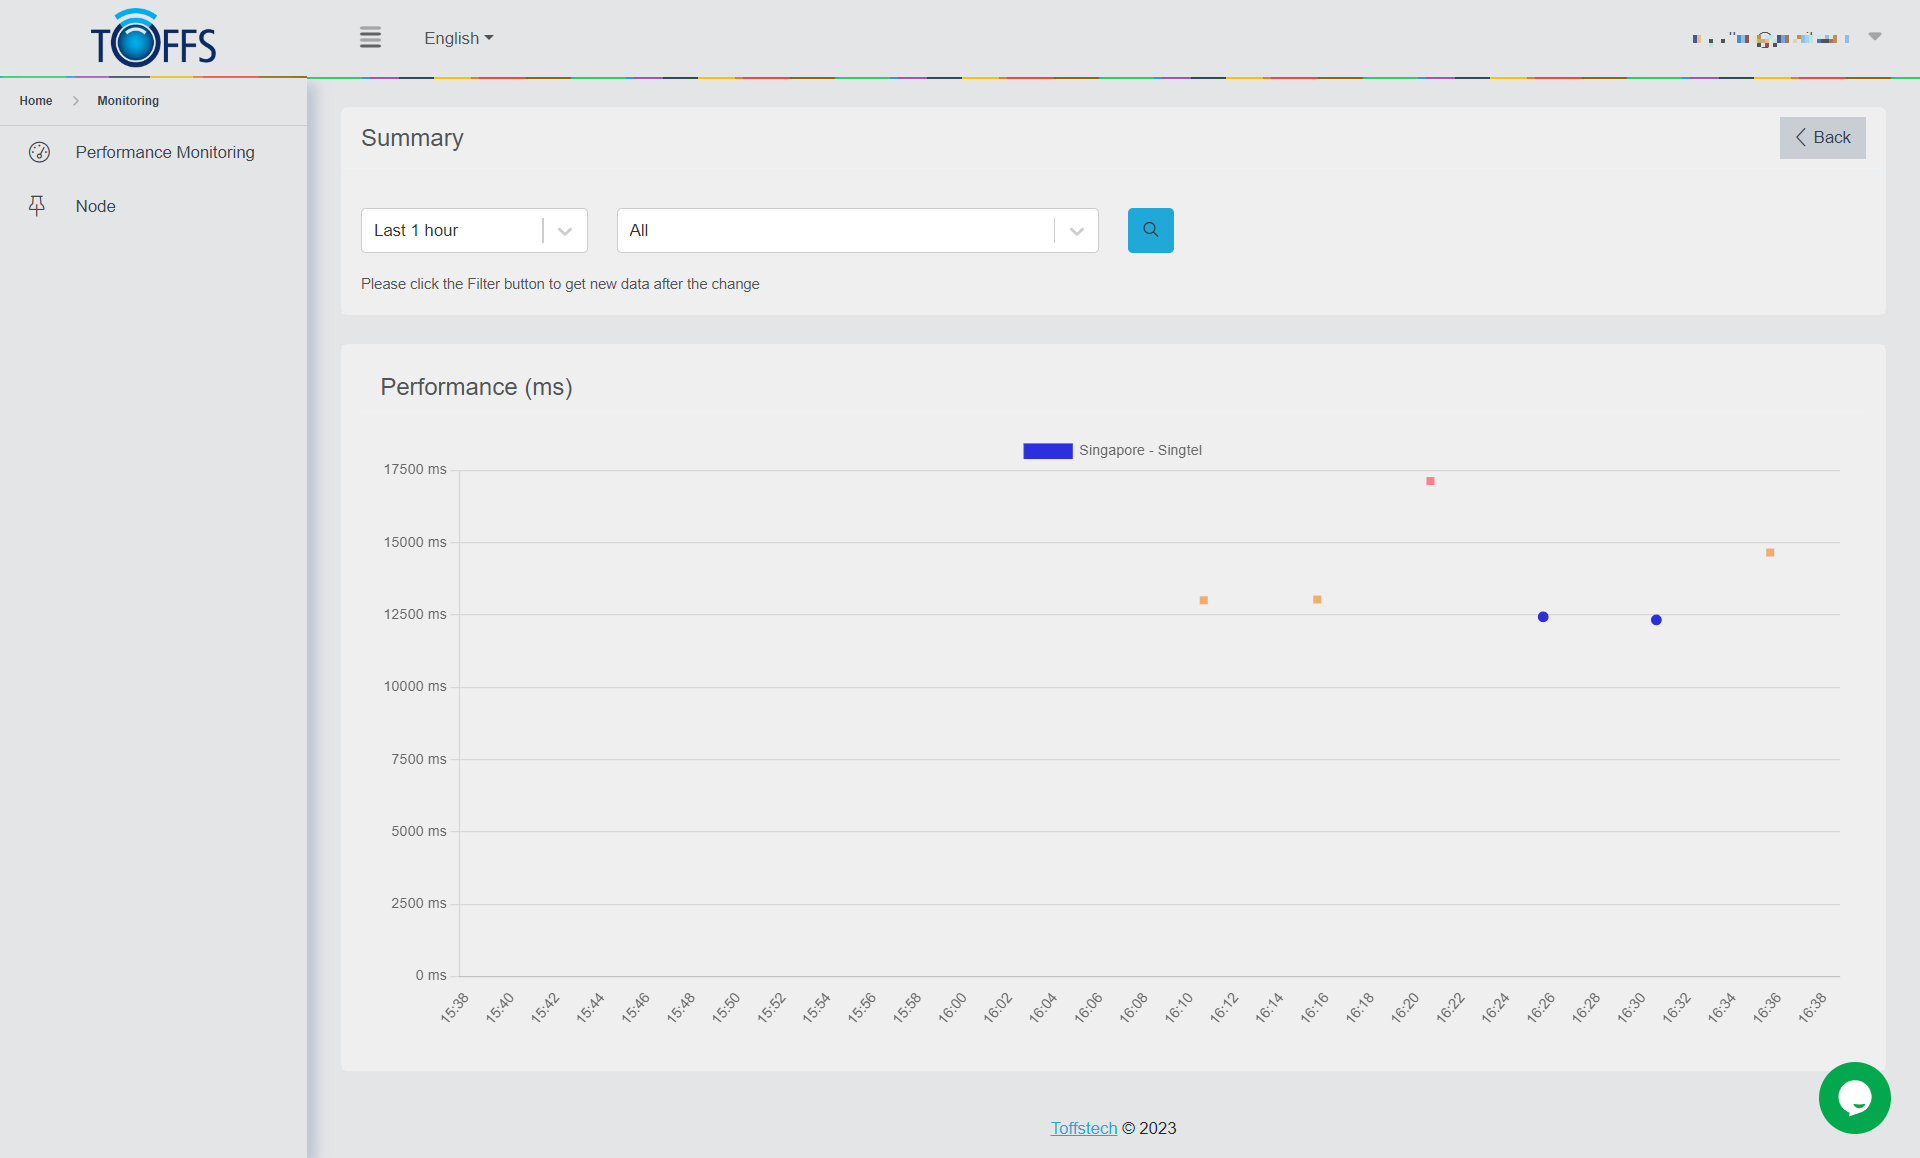 TOFFS
English
Home > Monitoring
Performance Monitoring
Node
Summary
Back
Last 1 hour
All
Please click the Filter button to get new data after the change
Performance (ms)
Singapore - Singtel
17500 ms
15000 ms
12500 ms
10000 ms
7500 ms
5000 ms
2500 ms
0 ms
15:38 15:40 15:42 15:44 15:46 15:48 15:50 15:52 15:54 15:56 15:58 16:00 16:02 16:04 16:06 16:08 16:10 16:12 16:14 16:16 16:18 16:20 16:22 16:24 16:26 16:28 16:30 16:32 16:34 16:36 16:38
Toffstech © 2023